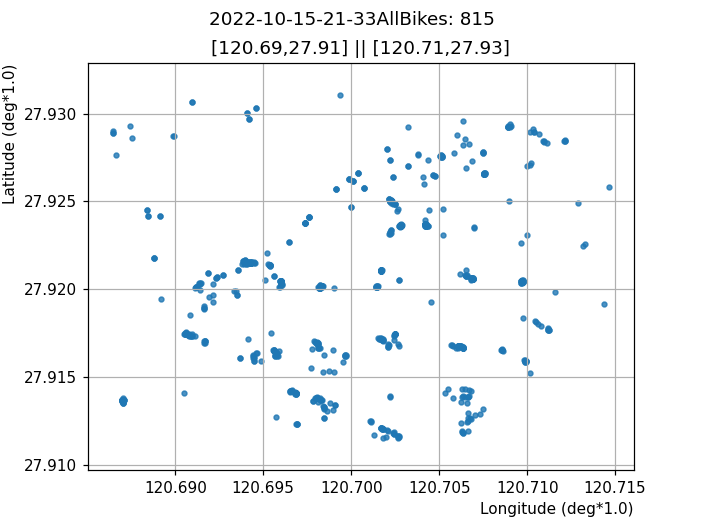 2022-10-15-21-33AllBikes: 815
[120.69,27.91] || [120.71,27.93]
Latitude (deg*1.0)
27.930
27.925
27.920
27.915
27.910
120.690 120.695 120.700 120.705 120.710 120.715
Longitude (deg*1.0)